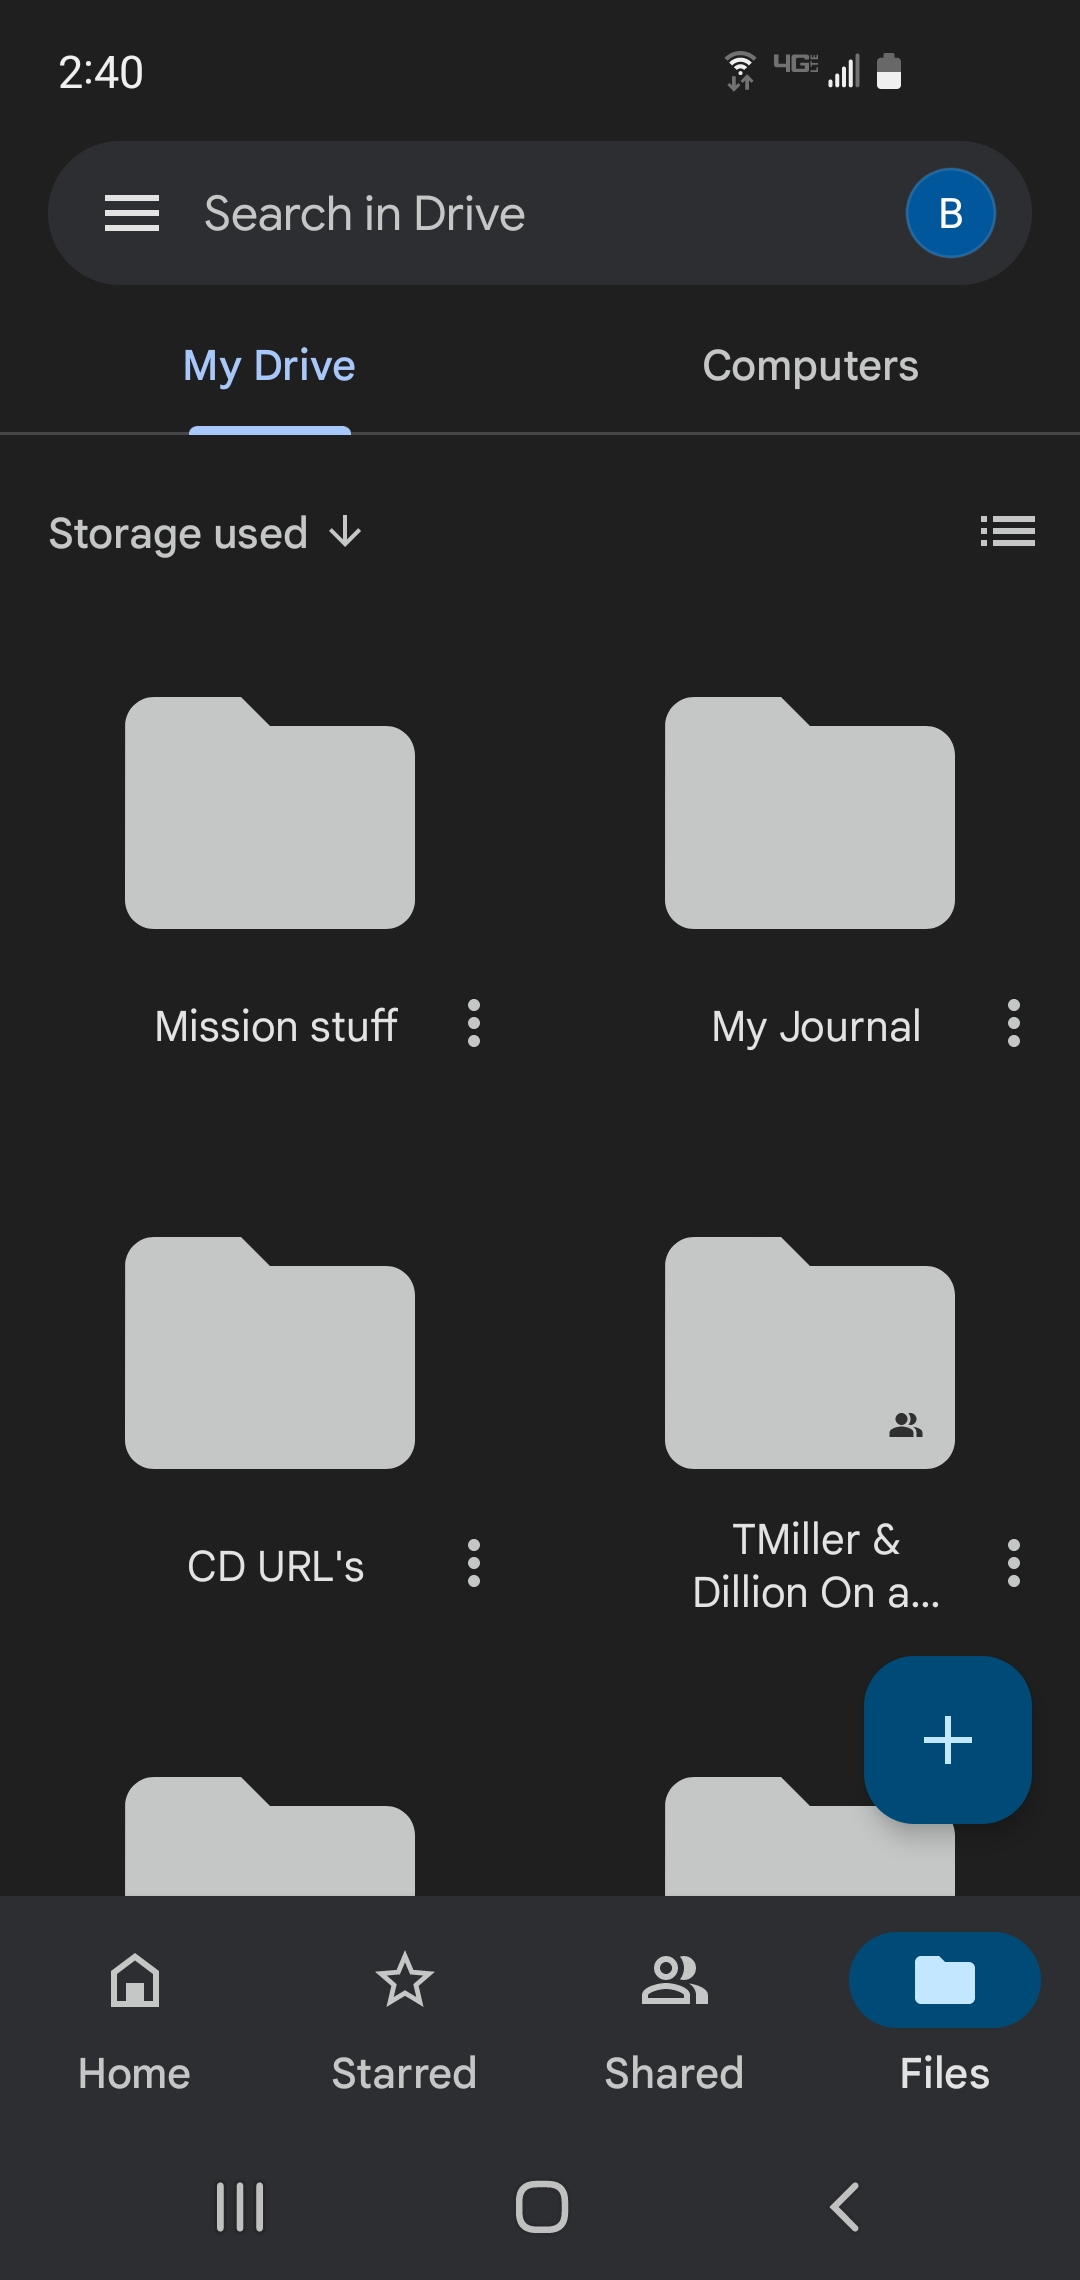 2:40
4G LTE
Search in Drive
B
My Drive
Computers
Storage used
Mission stuff
My Journal
CD URL's
TMiller &
Dillion On a...
Home
Starred
Shared
Files